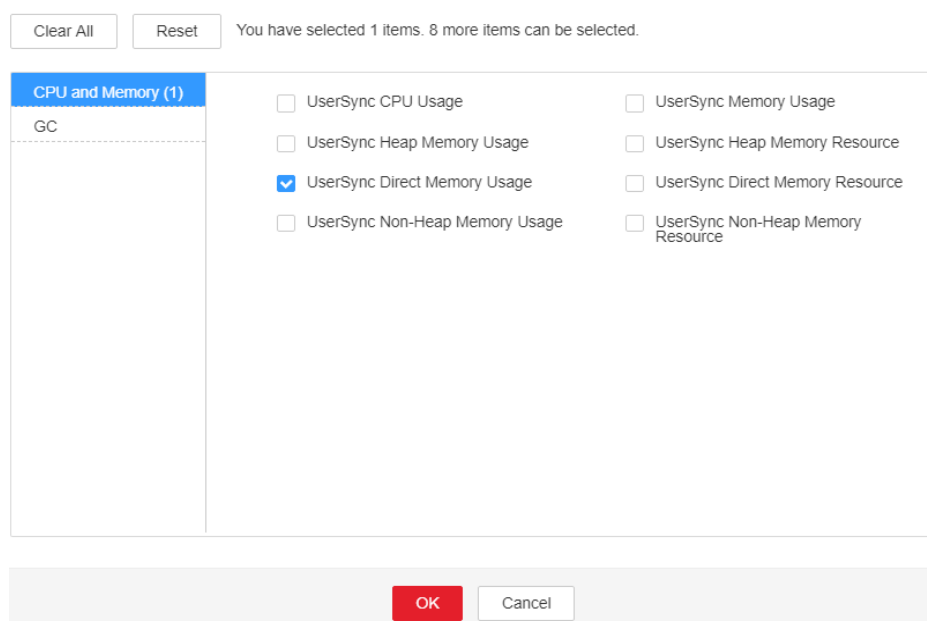 Clear All Reset You have selected 1 items. 8 more items can be selected.
CPU and Memory (1)
GC
UserSync CPU Usage UserSync Memory Usage
UserSync Heap Memory Usage UserSync Heap Memory Resource
UserSync Direct Memory Usage UserSync Direct Memory Resource
UserSync Non-Heap Memory Usage UserSync Non-Heap Memory
Resource
OK Cancel